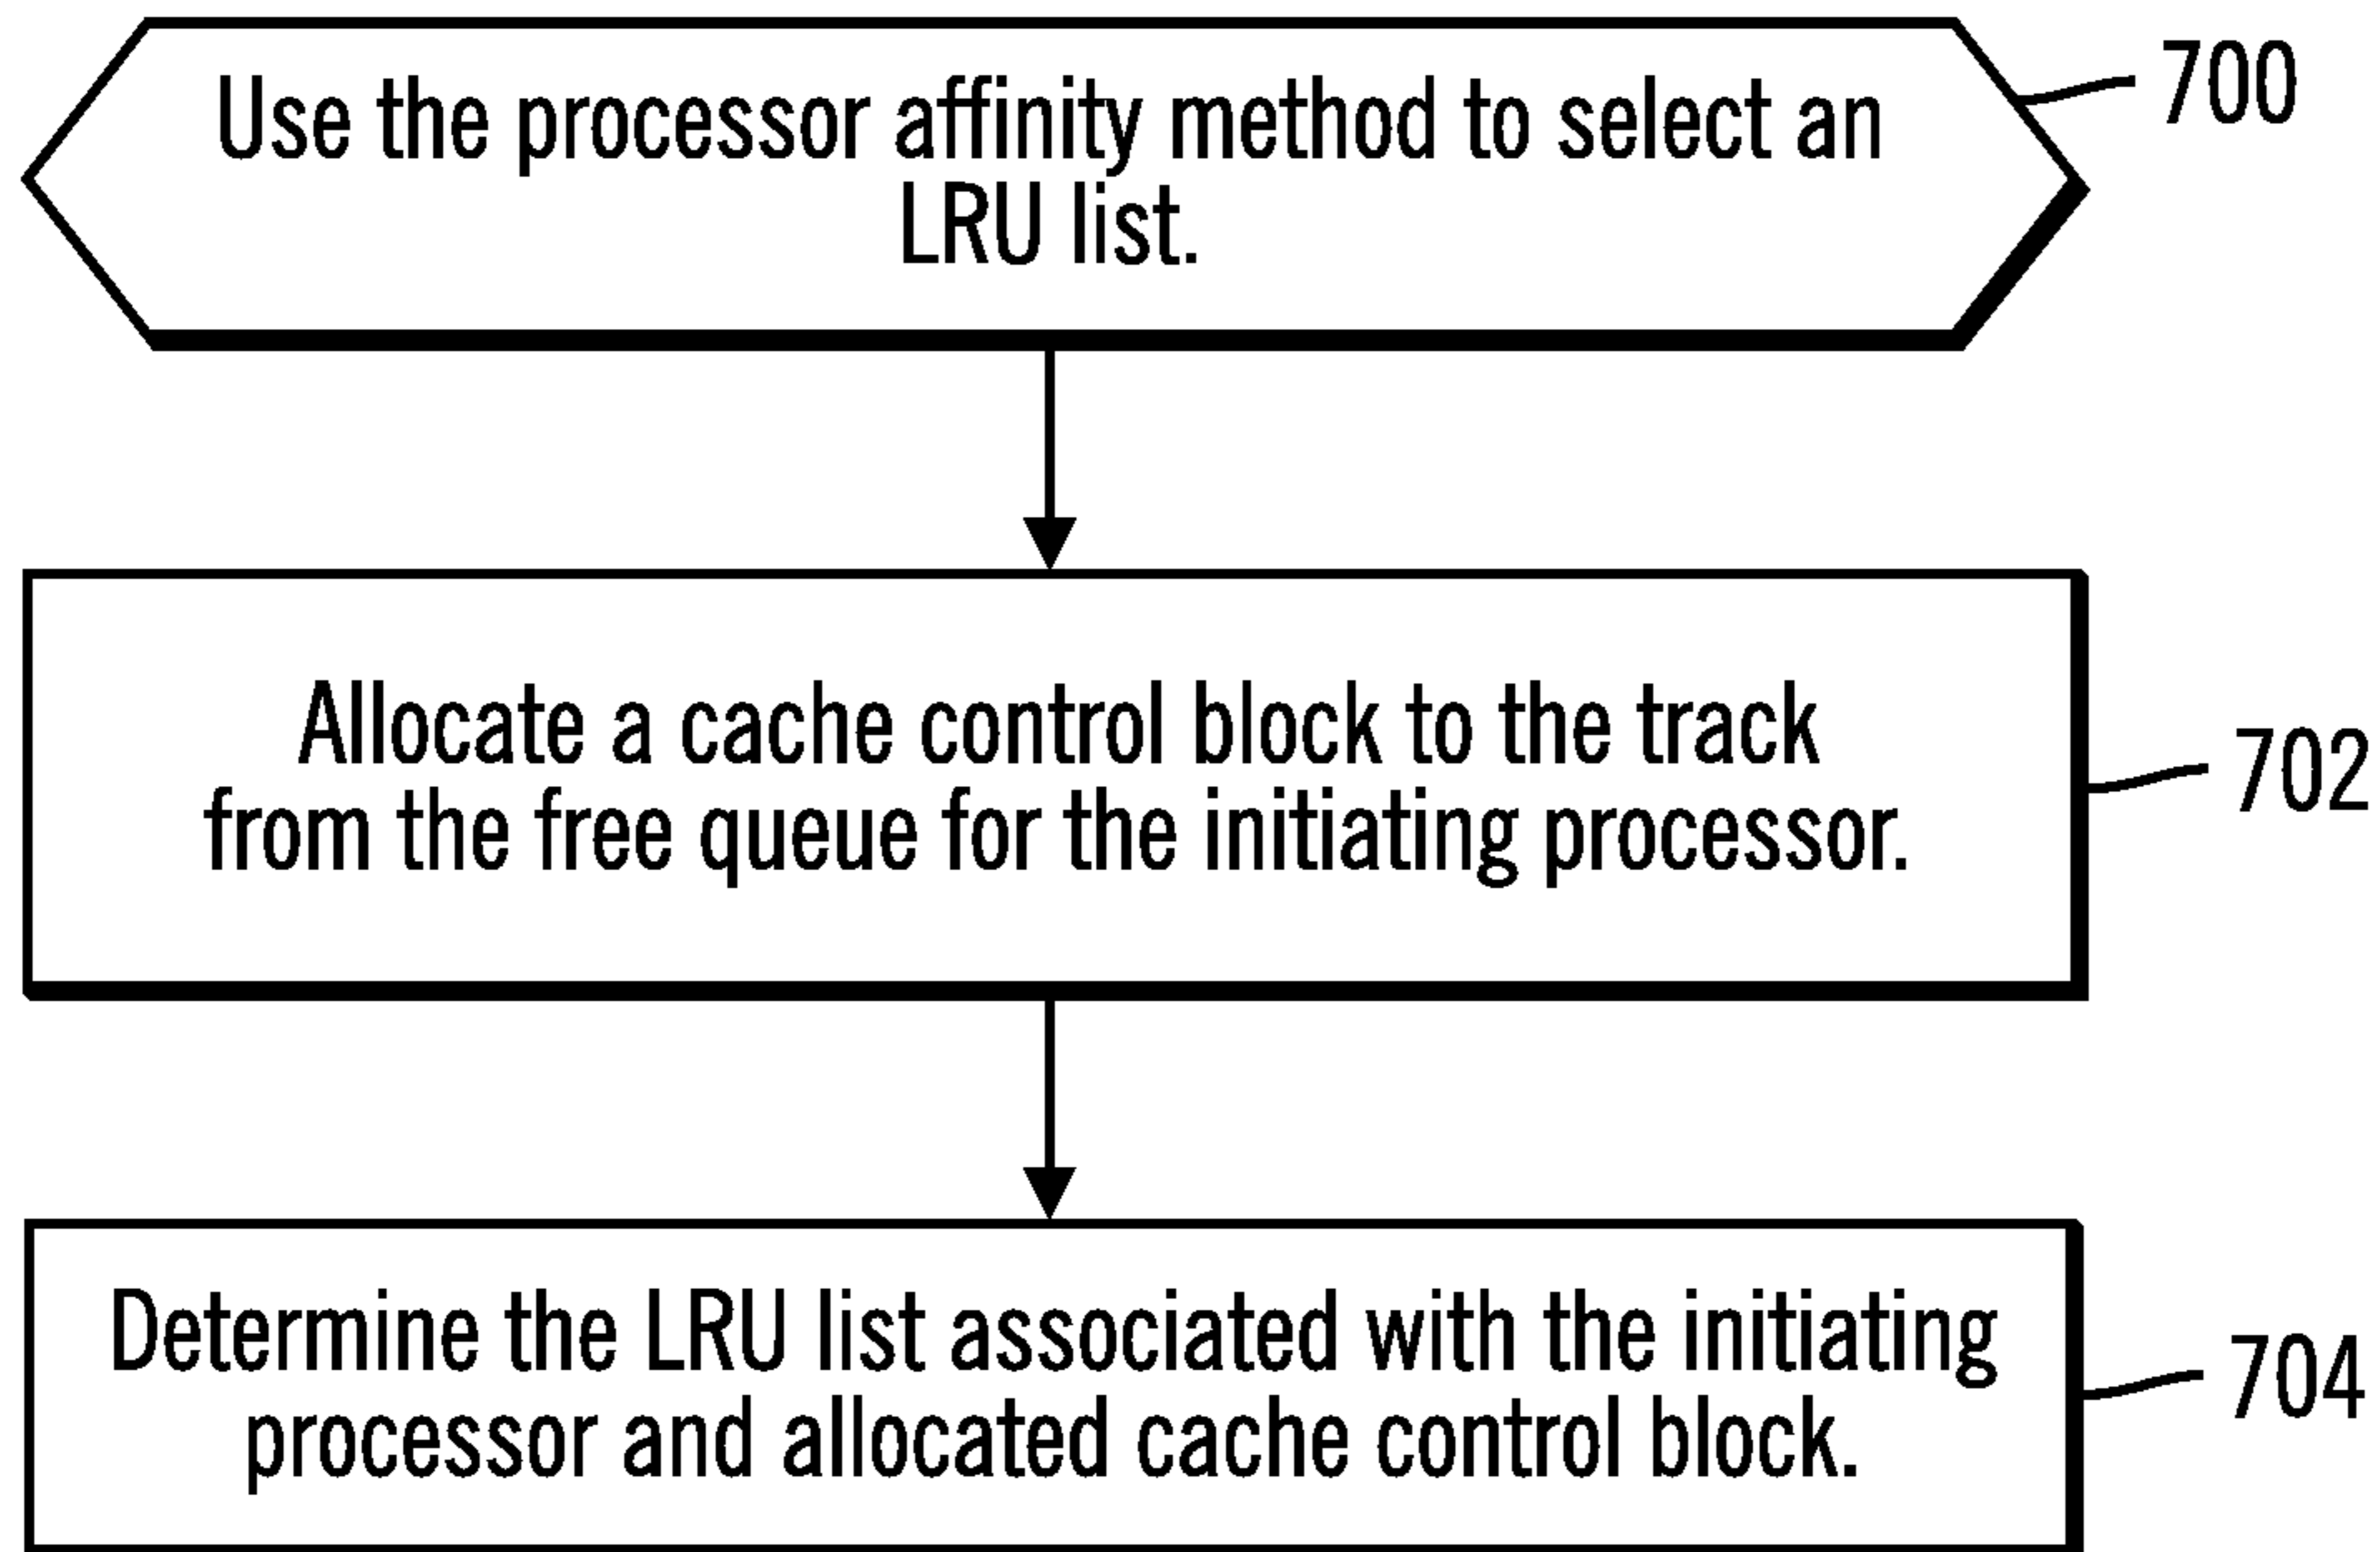 Use the processor affinity method to select an
LRU list.
700
Allocate a cache control block to the track
from the free queue for the initiating processor.
702
Determine the LRU list associated with the initiating
processor and allocated cache control block.
704